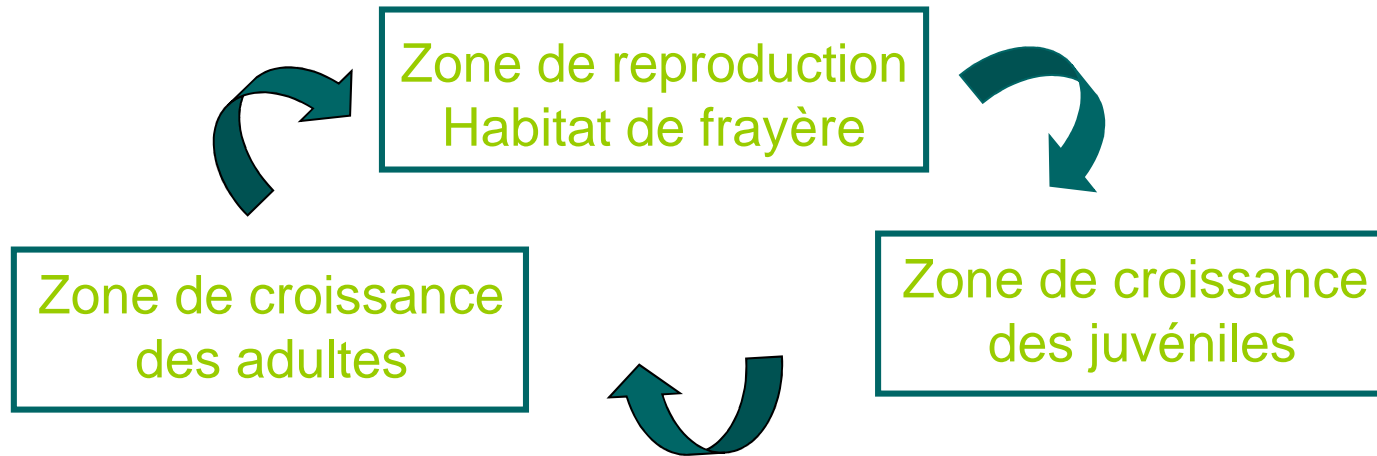 Zone de reproduction
Habitat de frayère
Zone de croissance
des adultes
Zone de croissance
des juvéniles